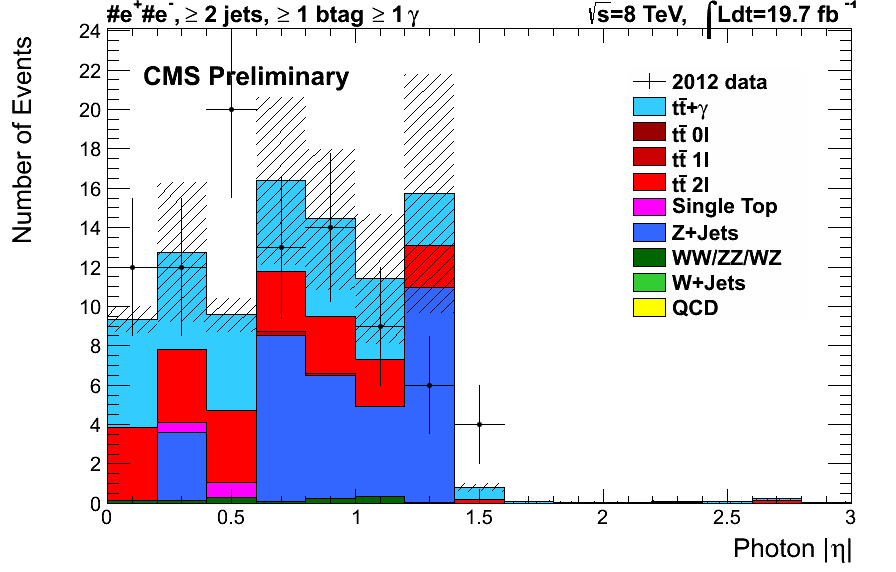 #e⁺#e⁻, ≥ 2 jets, ≥ 1 btag ≥ 1 γ
√s=8 TeV, ∫Ldt=19.7 fb⁻¹
CMS Preliminary
Number of Events
24
22
20
18
16
14
12
10
8
6
4
2
0
2012 data
tt̄+γ
tt̄ 0l
tt̄ 1l
tt̄ 2l
Single Top
Z+Jets
WW/ZZ/WZ
W+Jets
QCD
0 0.5 1 1.5 2 2.5 3
Photon |η|